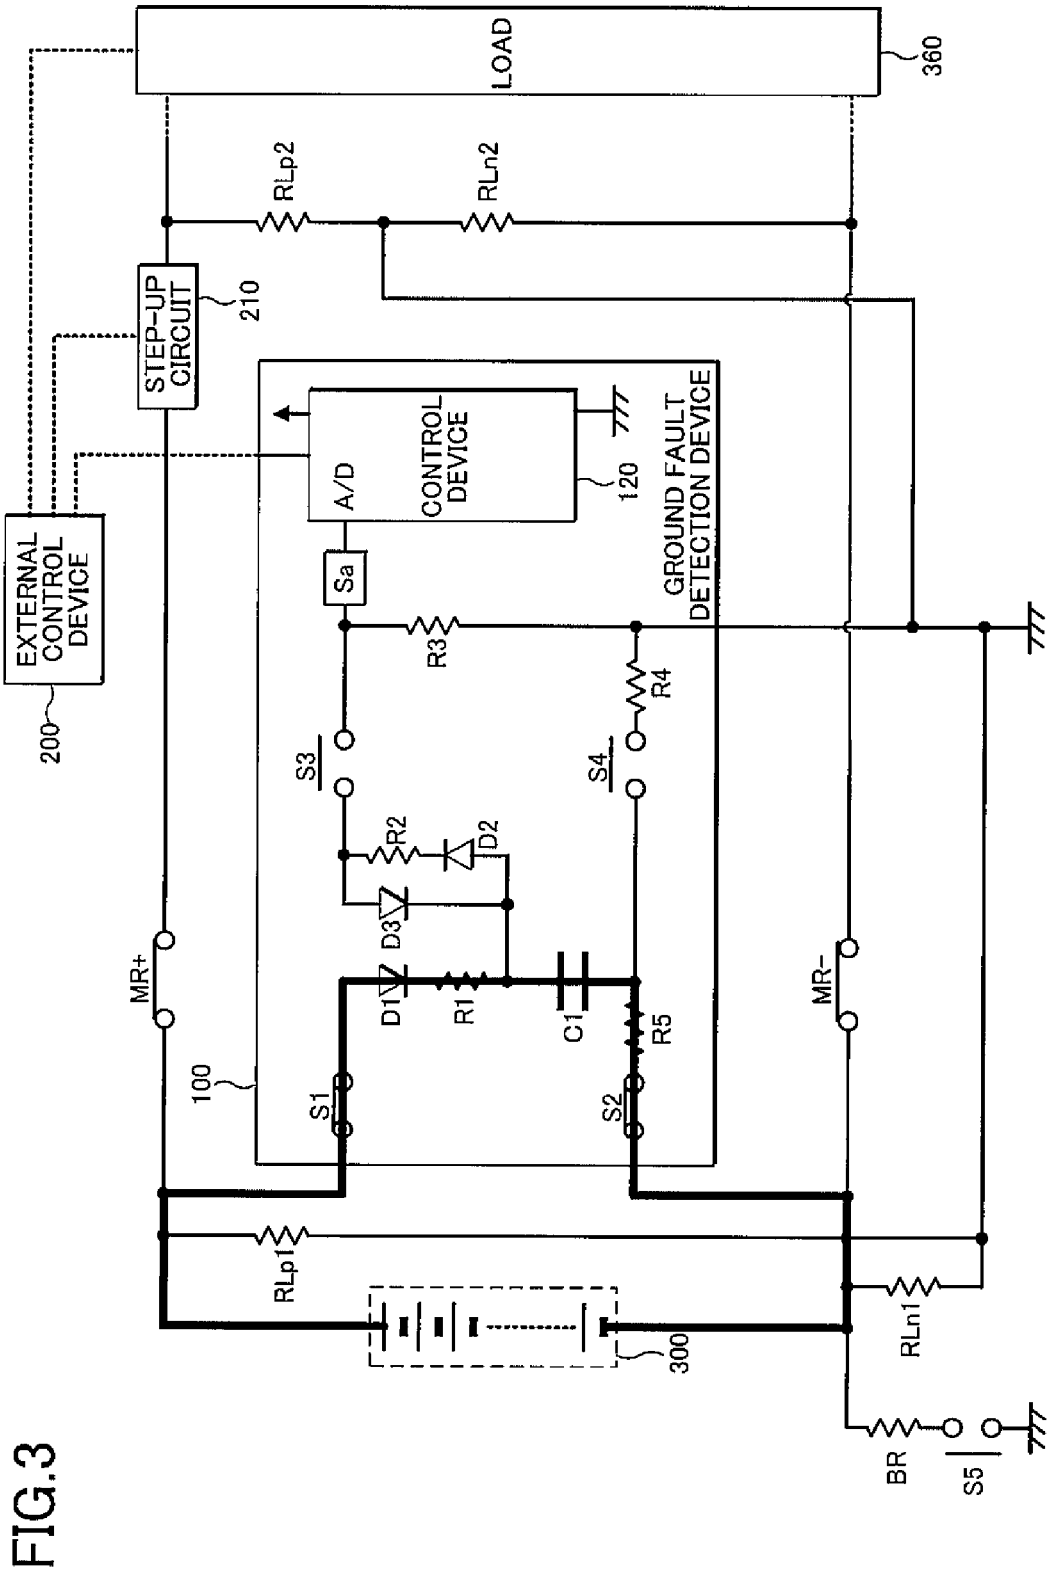 FIG.3
EXTERNAL
CONTROL
DEVICE
200
MR+
STEP-UP
CIRCUIT
210
LOAD
360
RLp2
RLn2
100
S1
D1
R1
D3
R2
D2
S3
Sa
A/D
CONTROL
DEVICE
120
R3
C1
S2
R5
S4
R4
GROUND FAULT
DETECTION DEVICE
RLp1
300
MR−
RLn1
BR
S5